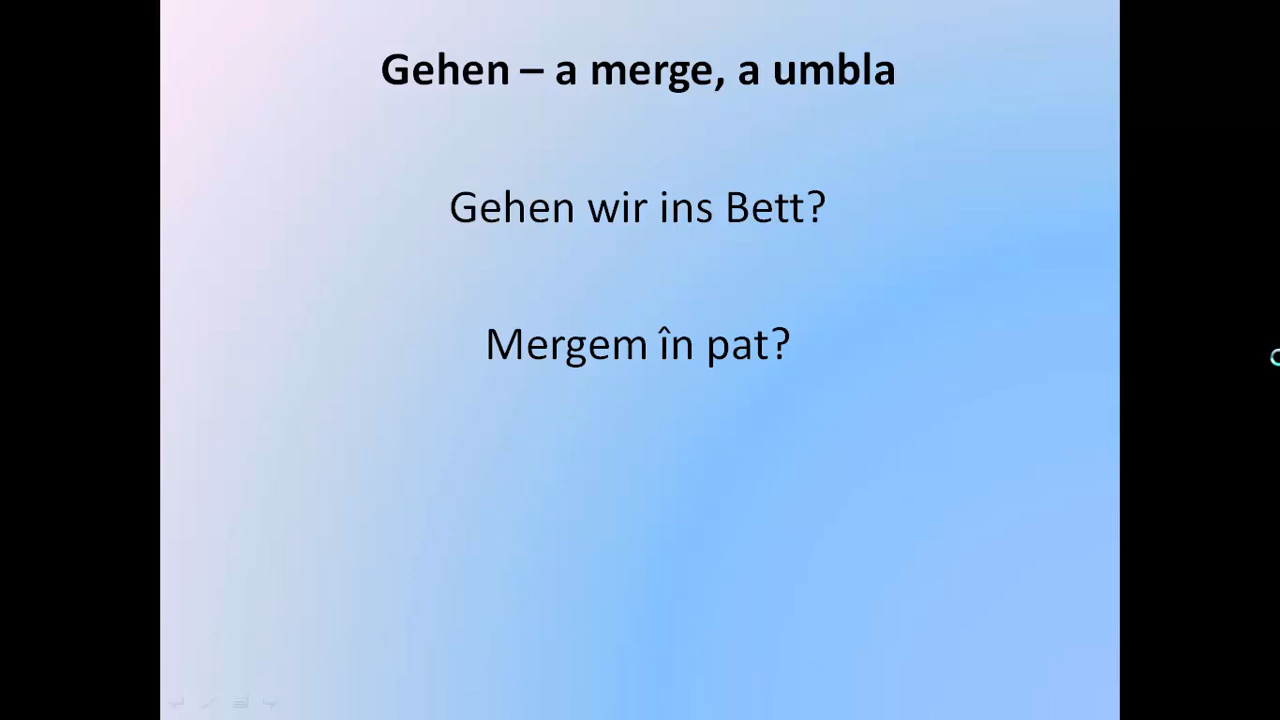 Gehen – a merge, a umbla
Gehen wir ins Bett?
Mergem în pat?